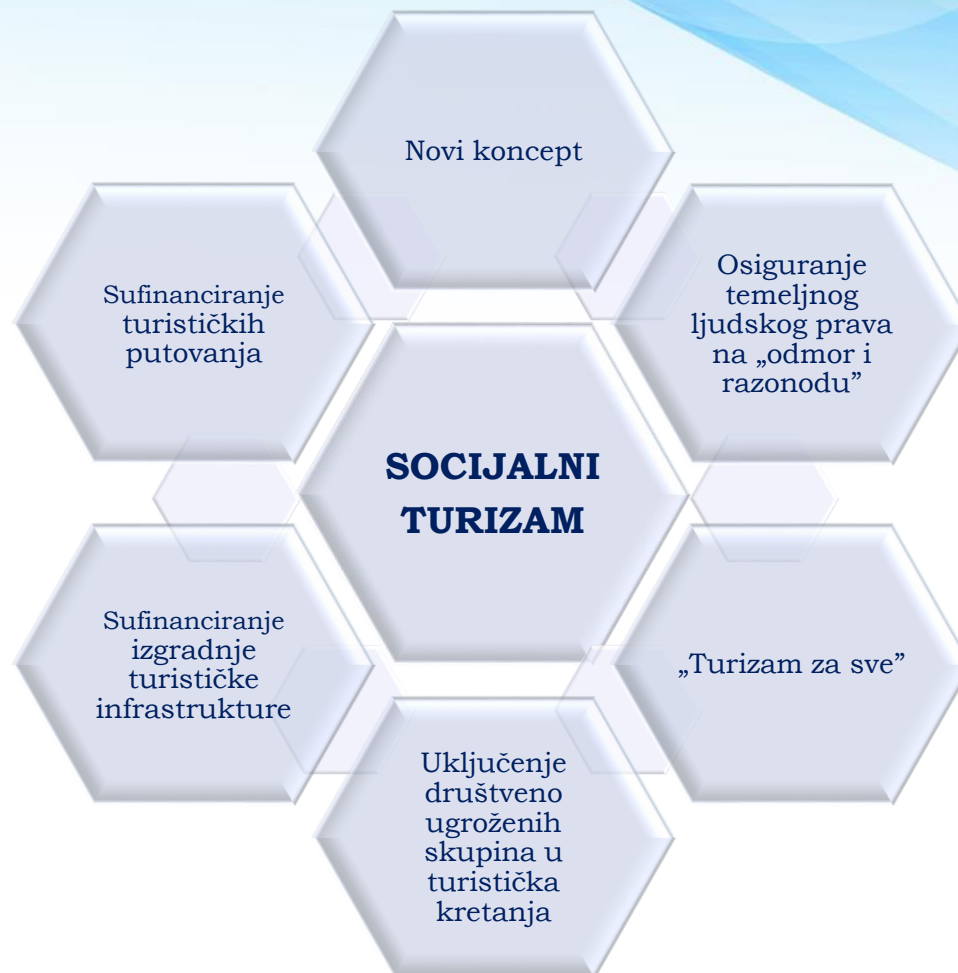 Novi koncept
Osiguranje
temeljnog
ljudskog prava
na „odmor i
razonodu”
„Turizam za sve”
Uključenje
društveno
ugroženih
skupina u
turistička
kretanja
Sufinanciranje
izgradnje
turističke
infrastrukture
Sufinanciranje
turističkih
putovanja
SOCIJALNI
TURIZAM